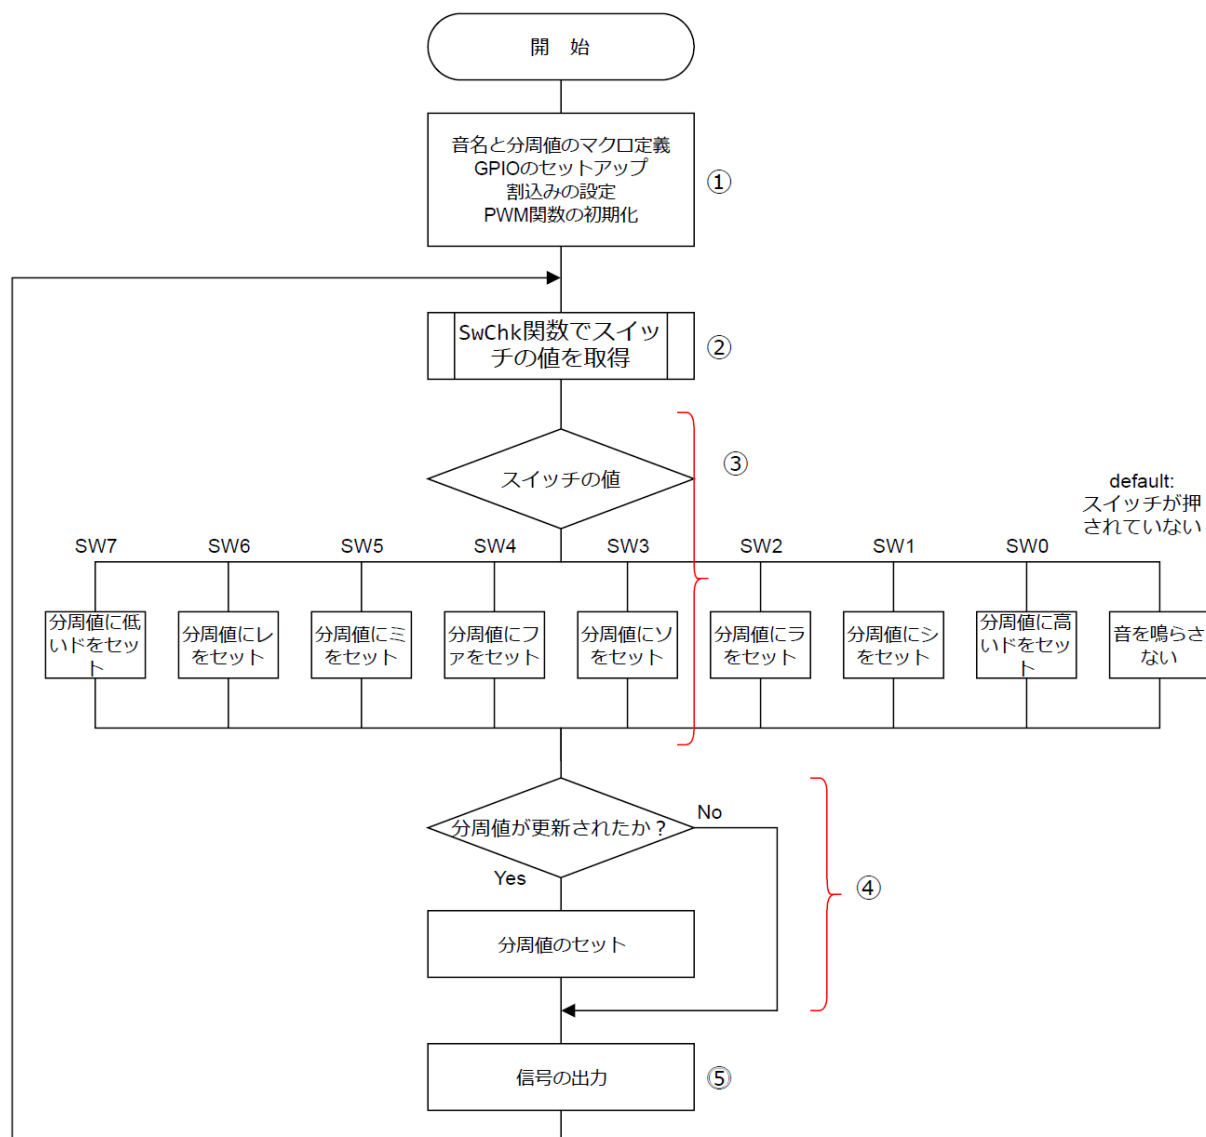 開 始
音名と分周値のマクロ定義
GPIOのセットアップ
割込みの設定
PWM関数の初期化
①
SwChk関数でスイッ
チの値を取得
②
スイッチの値
③
default:
スイッチが押
されていない
SW7
SW6
SW5
SW4
SW3
SW2
SW1
SW0
分周値に低
いドをセッ
ト
分周値にレ
をセット
分周値にミ
をセット
分周値にフ
ァをセット
分周値にソ
をセット
分周値にラ
をセット
分周値にシ
をセット
分周値に高
いドをセッ
ト
音を鳴らさ
ない
分周値が更新されたか？
No
Yes
④
分周値のセット
信号の出力
⑤